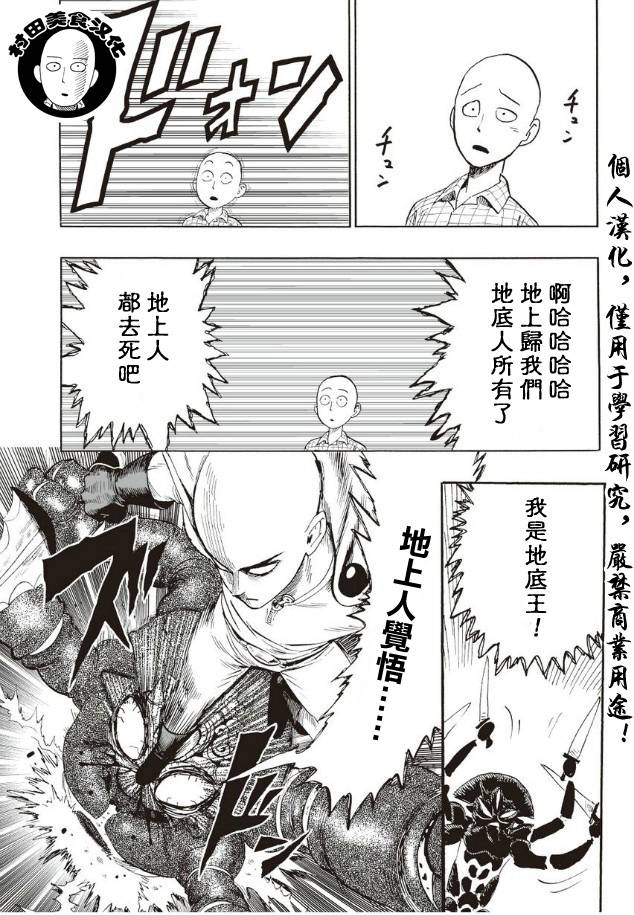 村田美食汉化
チュン
チュン
ドヴォン
啊哈哈哈哈
地上歸我們
地底人所有了
地上人
都去死吧
我是地底王！
地上人覺悟……
ドドン
個人漢化，僅用于學習研究，嚴禁商業用途！